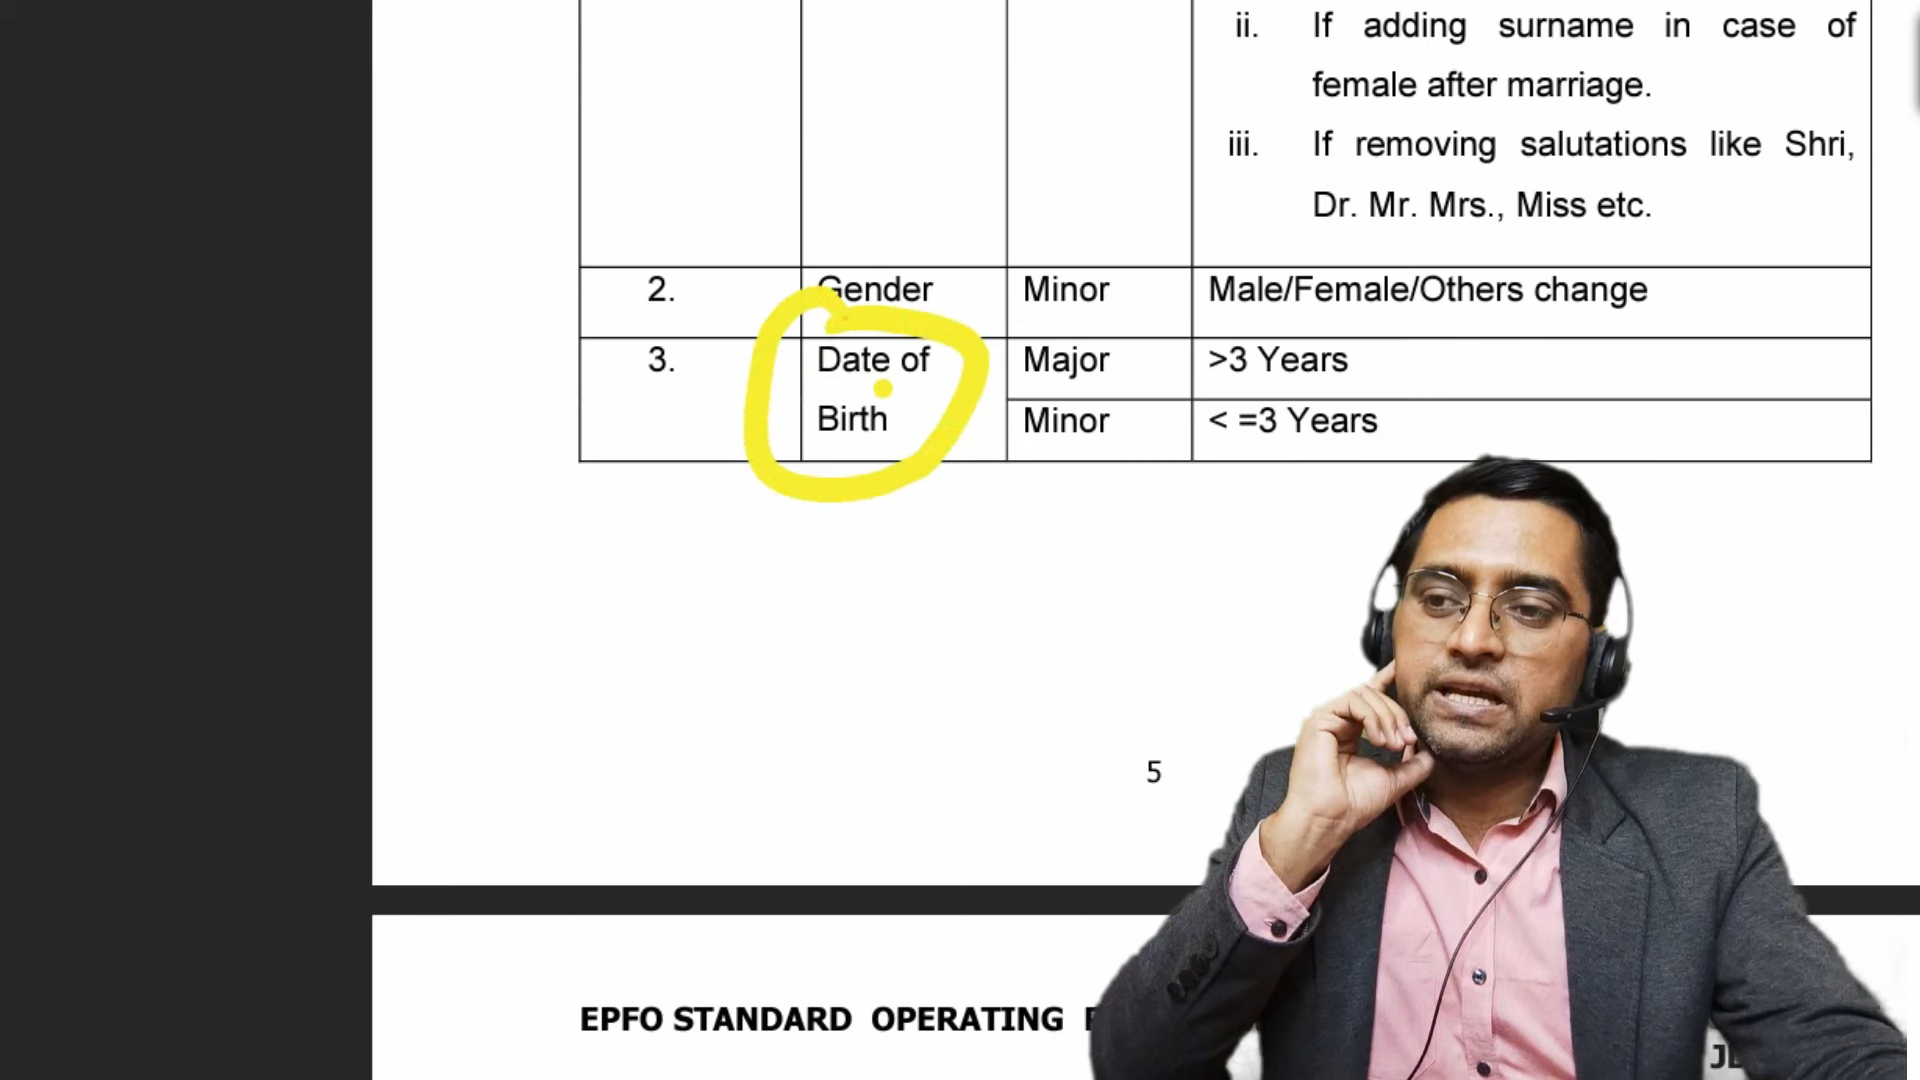 ii. If adding surname in case of
female after marriage.
iii. If removing salutations like Shri,
Dr. Mr. Mrs., Miss etc.
2. Gender Minor Male/Female/Others change
3. Date of Major >3 Years
Birth Minor < =3 Years
5
EPFO STANDARD OPERATING